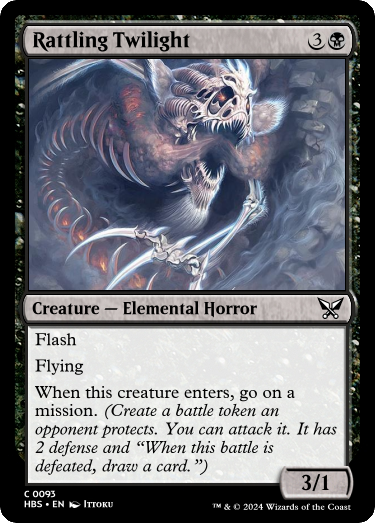 Rattling Twilight 3
Creature — Elemental Horror
Flash
Flying
When this creature enters, go on a
mission. (Create a battle token an
opponent protects. You can attack it. It has
2 defense and “When this battle is
defeated, draw a card.”)
3/1
C 0093
HBS • EN Ittoku
™ & © 2024 Wizards of the Coast